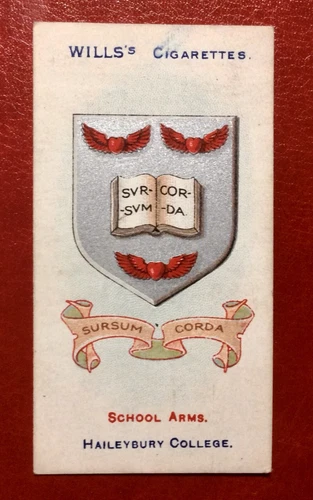 WILLS'S CIGARETTES.
SVR-
-SVM
COR-
-DA
SURSUM CORDA
SCHOOL ARMS.
HAILEYBURY COLLEGE.